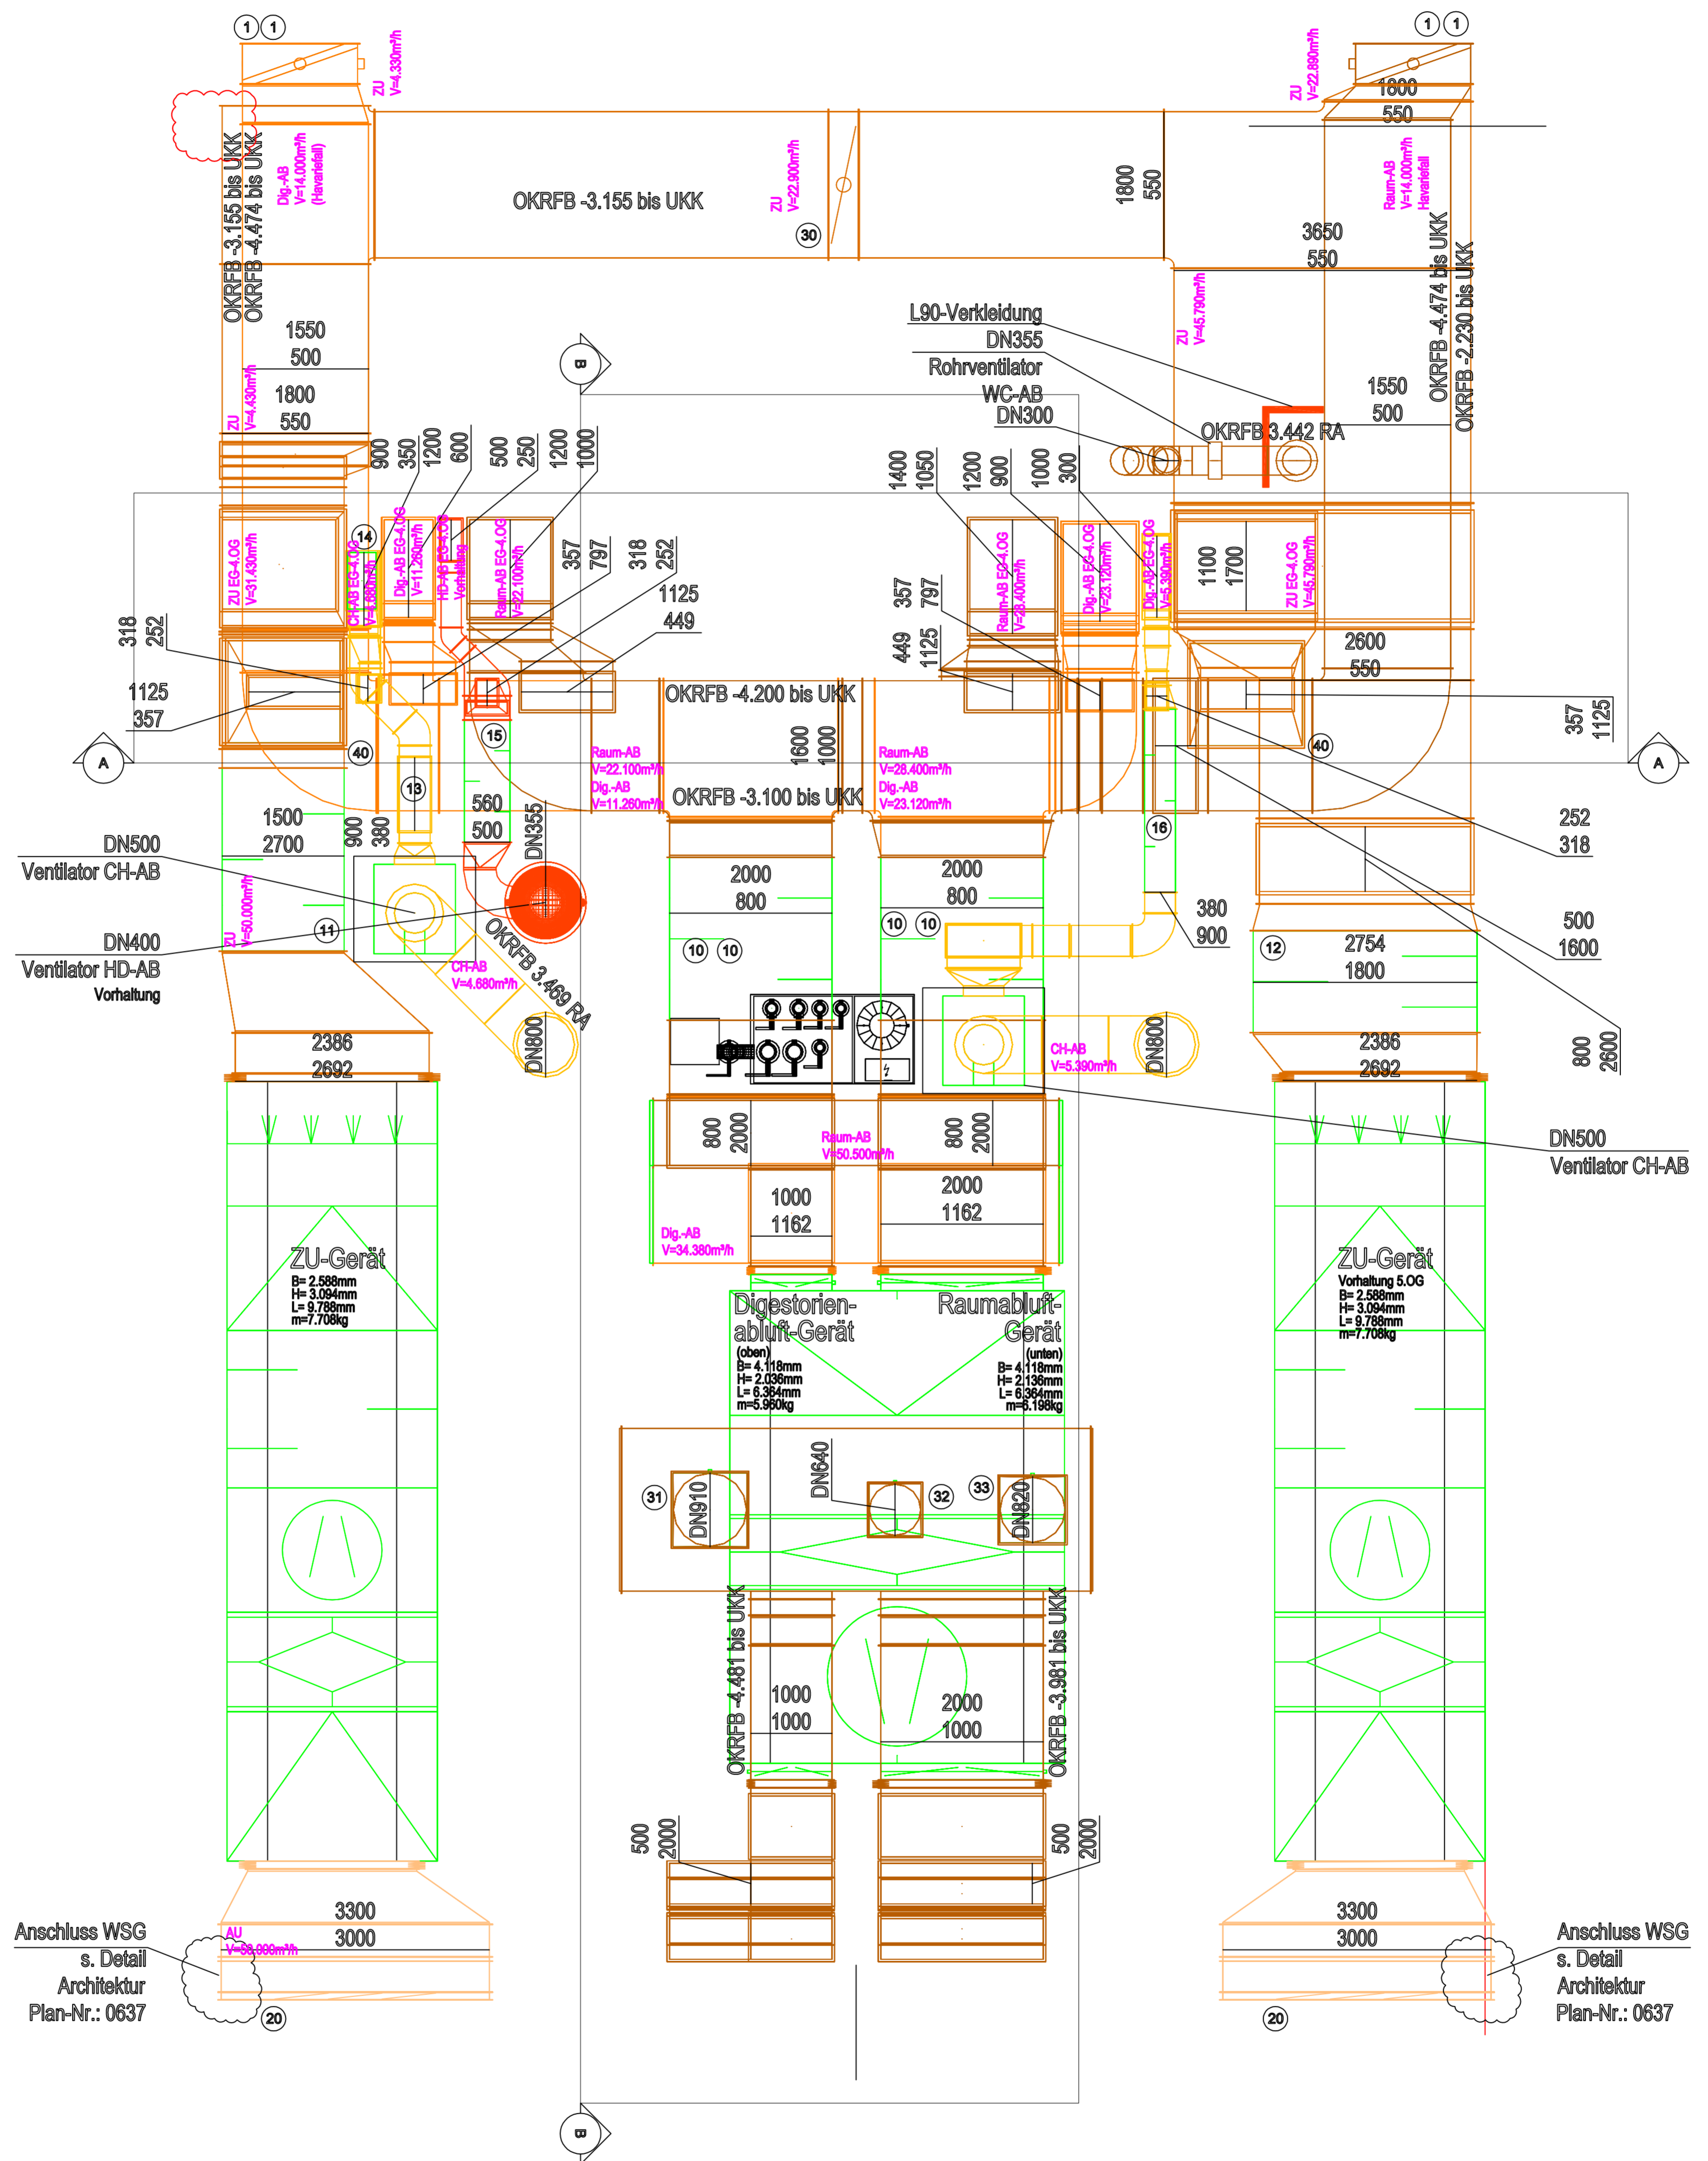 1
1
1
1
ZU
V=4.330m³/h
ZU
V=22.890m³/h
1800
550
OKRFB -3.155 bis UKK
OKRFB -4.474 bis UKK
Dig.-AB
V=14.000m³/h
(Havariefall)
OKRFB -3.155 bis UKK
ZU
V=22.900m³/h
30
1800
550
Raum-AB
V=14.000m³/h
Havariefall
3650
550
OKRFB -4.474 bis UKK
OKRFB -2.230 bis UKK
ZU
V=45.790m³/h
1550
500
ZU
V=4.430m³/h
1800
550
B
L90-Verkleidung
DN355
Rohrventilator
WC-AB
DN300
OKRFB 3.442 RA
1550
500
900
350
1200
600
500
250
1200
1000
1400
1050
1200
900
1000
300
ZU EG-4.OG
V=31.430m³/h
14
CH-AB EG-4.OG
V=4.680m³/h
Dig.-AB EG-4.OG
V=11.260m³/h
HD-AB EG-4.OG
Vorhaltung
Raum-AB EG-4.OG
V=22.100m³/h
357
797
318
252
1125
449
Raum-AB EG-4.OG
V=28.400m³/h
Dig.-AB EG-4.OG
V=23.120m³/h
Dig.-AB EG-4.OG
V=5.390m³/h
1100
1700
ZU EG-4.OG
V=45.790m³/h
357
797
449
1125
318
252
1125
357
2600
550
357
1125
OKRFB -4.200 bis UKK
A
40
15
13
Raum-AB
V=22.100m³/h
Dig.-AB
V=11.260m³/h
1600
1000
Raum-AB
V=28.400m³/h
Dig.-AB
V=23.120m³/h
OKRFB -3.100 bis UKK
40
A
16
1500
2700
900
380
560
500
DN355
252
318
DN500
Ventilator CH-AB
2000
800
2000
800
380
900
500
1600
ZU
V=50.000m³/h
11
DN400
Ventilator HD-AB
Vorhaltung
OKRFB 3.469 RA
CH-AB
V=4.680m³/h
10
10
10
10
12
2754
1800
2386
2692
DN800
CH-AB
V=5.390m³/h
DN800
2386
2692
800
2600
800
2000
Raum-AB
V=50.500m³/h
800
2000
DN500
Ventilator CH-AB
1000
1162
2000
1162
Dig.-AB
V=34.380m³/h
ZU-Gerät
B= 2.588mm
H= 3.094mm
L= 9.788mm
m=7.708kg
Digestorien-
abluft-Gerät
(oben)
B= 4.118mm
H= 2.036mm
L= 6.364mm
m=5.960kg
Raumabluft-
Gerät
(unten)
B= 4.118mm
H= 2.136mm
L= 6.364mm
m=6.198kg
ZU-Gerät
Vorhaltung 5.OG
B= 2.588mm
H= 3.094mm
L= 9.788mm
m=7.708kg
31
DN910
DN640
32
33
DN820
OKRFB -4.481 bis UKK
1000
1000
2000
1000
OKRFB -3.981 bis UKK
500
2000
500
2000
Anschluss WSG
s. Detail
Architektur
Plan-Nr.: 0637
AU
V=50.000m³/h
3300
3000
20
3300
3000
20
Anschluss WSG
s. Detail
Architektur
Plan-Nr.: 0637
B